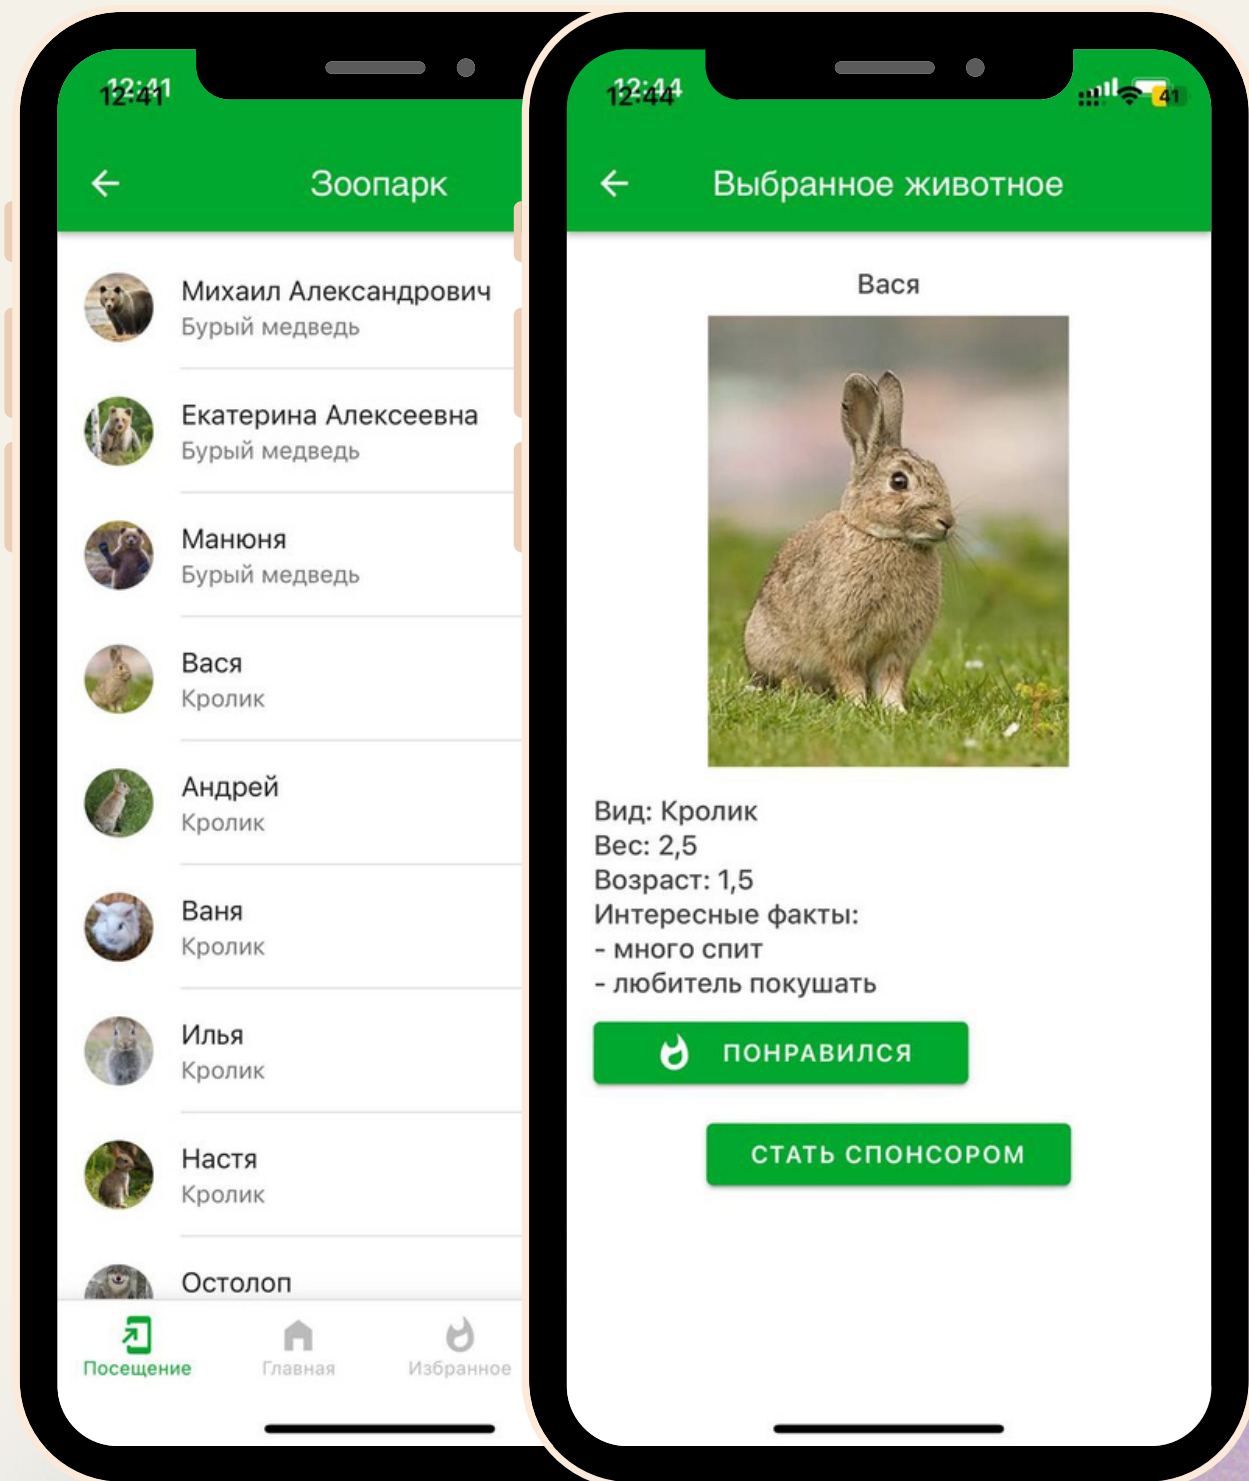 12:41
Зоопарк
Михаил Александрович
Бурый медведь
Екатерина Алексеевна
Бурый медведь
Манюня
Бурый медведь
Вася
Кролик
Андрей
Кролик
Ваня
Кролик
Илья
Кролик
Настя
Кролик
Остолоп
Посещение
Главная
Избранное
12:44
41
Выбранное животное
Вася
Вид: Кролик
Вес: 2,5
Возраст: 1,5
Интересные факты:
- много спит
- любитель покушать
ПОНРАВИЛСЯ
СТАТЬ СПОНСОРОМ